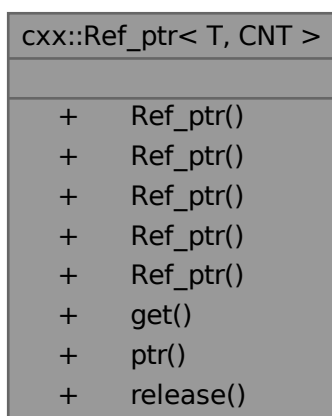 cxx::Ref_ptr< T, CNT >
+ Ref_ptr()
+ Ref_ptr()
+ Ref_ptr()
+ Ref_ptr()
+ Ref_ptr()
+ get()
+ ptr()
+ release()